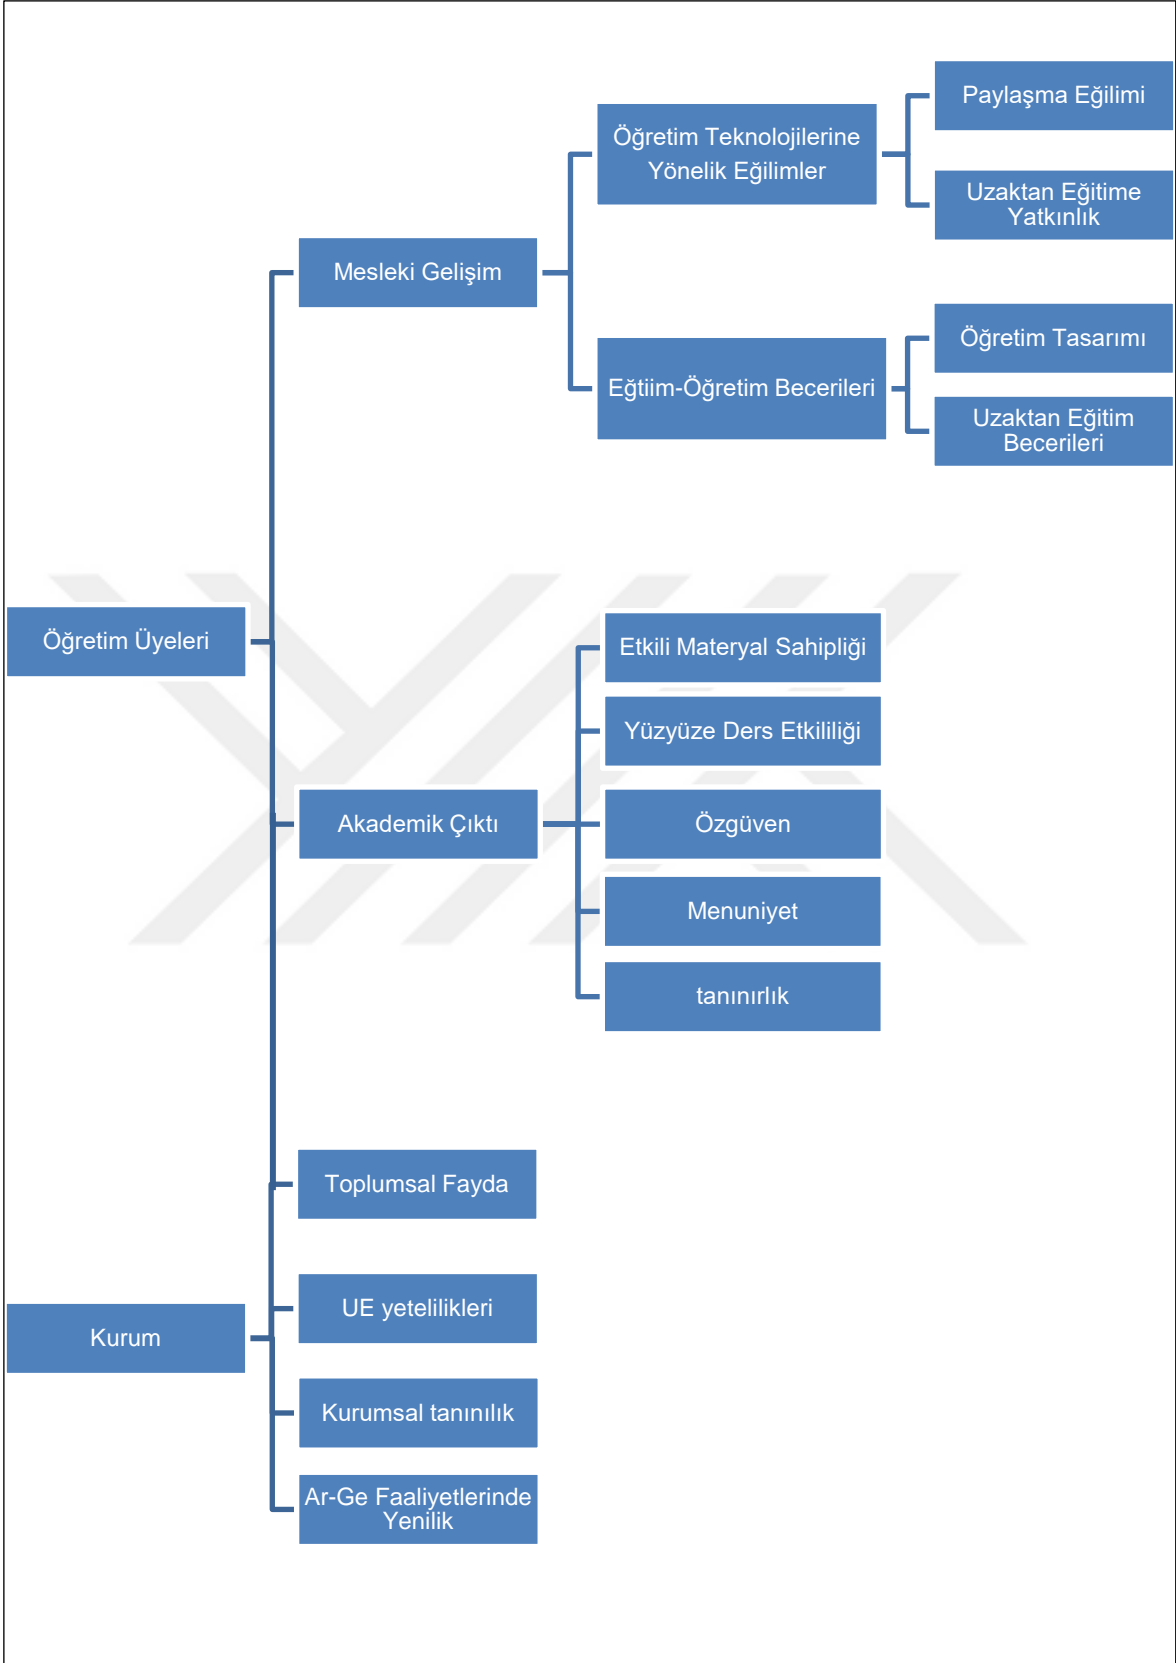 Paylaşma Eğilimi
Öğretim Teknolojilerine
Yönelik Eğilimler
Uzaktan Eğitime
Yatkınlık
Mesleki Gelişim
Öğretim Tasarımı
Eğtiim-Öğretim Becerileri
Uzaktan Eğitim
Becerileri
Öğretim Üyeleri
Etkili Materyal Sahipliği
Yüzyüze Ders Etkililiği
Akademik Çıktı
Özgüven
Menuniyet
tanınırlık
Toplumsal Fayda
UE yetelilikleri
Kurum
Kurumsal tanınılık
Ar-Ge Faaliyetlerinde
Yenilik